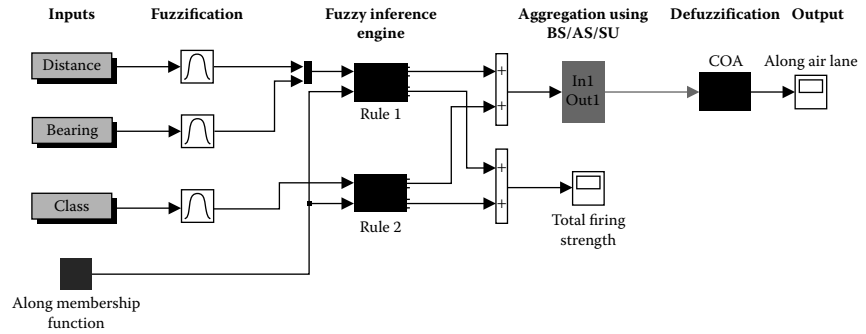 Inputs
Fuzzification
Fuzzy inference
engine
Aggregation using
BS/AS/SU
Defuzzification
Output
Distance
Bearing
Class
Along membership
function
Rule 1
Rule 2
+
+
+
+
In1
Out1
Total firing
strength
COA
Along air lane